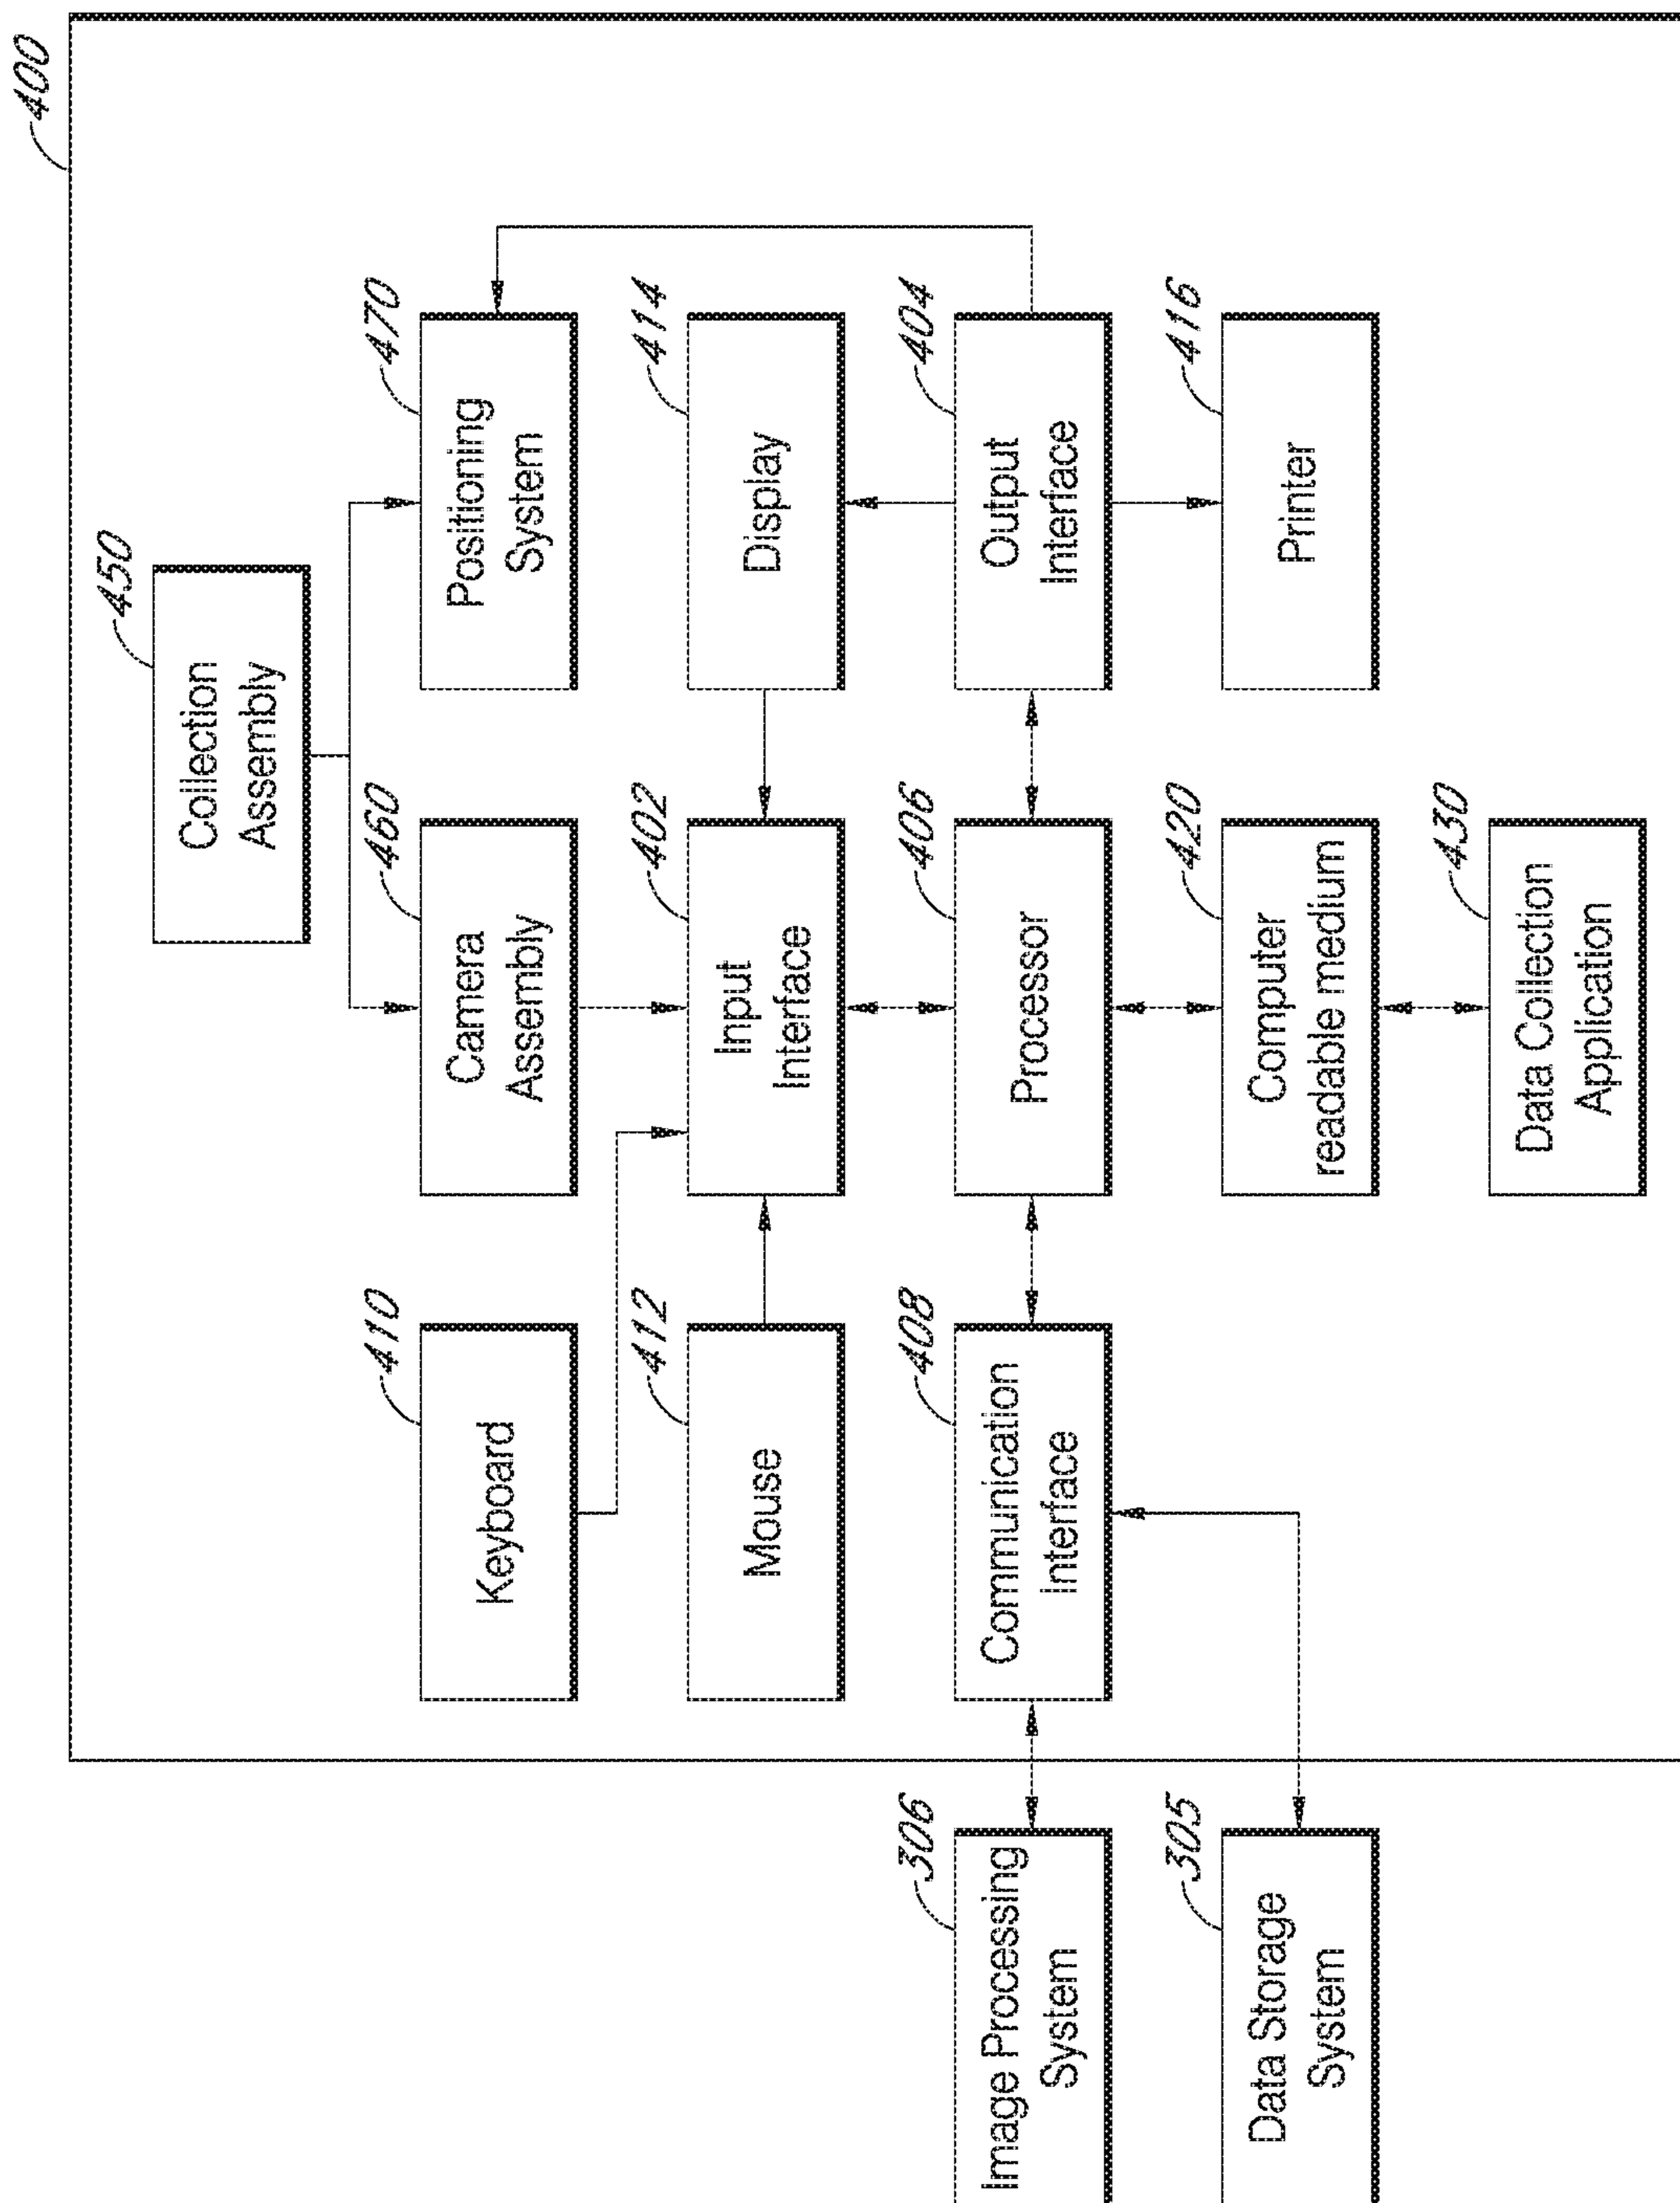 400
450
Collection
Assembly
410
Keyboard
460
Camera
Assembly
470
Positioning
System
412
Mouse
402
Input
Interface
414
Display
306
Image Processing
System
408
Communication
interface
406
Processor
404
Output
Interface
305
Data Storage
System
420
Computer
readable medium
416
Printer
430
Data Collection
Application